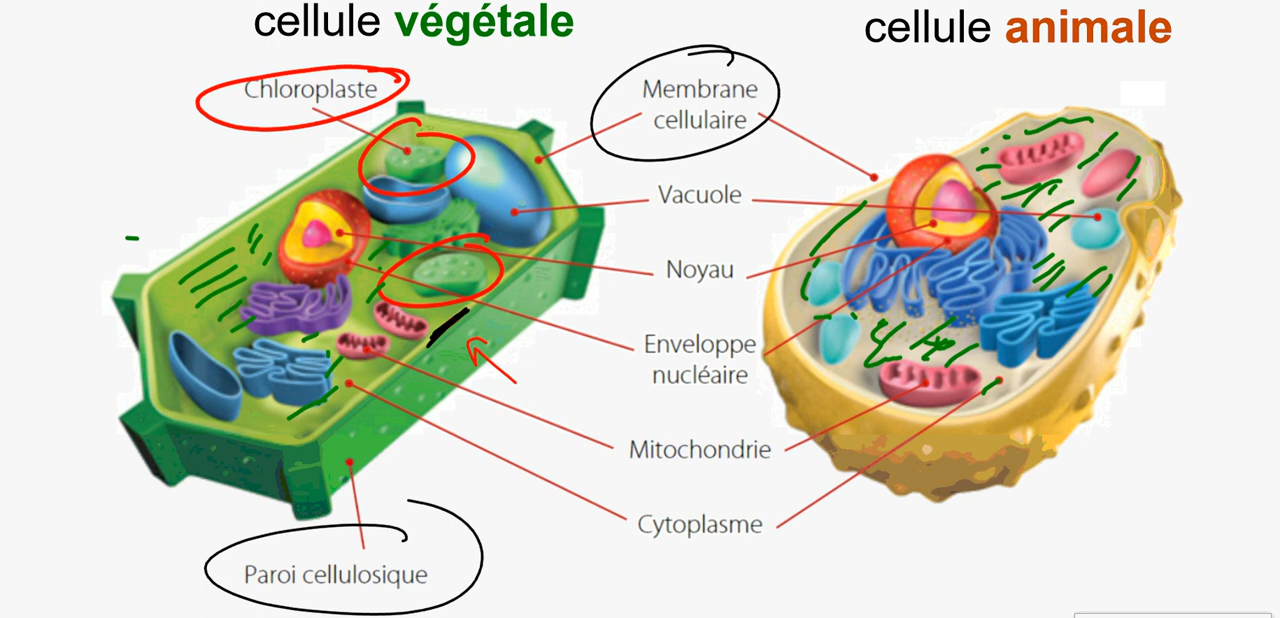 cellule végétale
cellule animale
Chloroplaste
Membrane
cellulaire
Vacuole
Noyau
Enveloppe
nucléaire
Mitochondrie
Cytoplasme
Paroi cellulosique